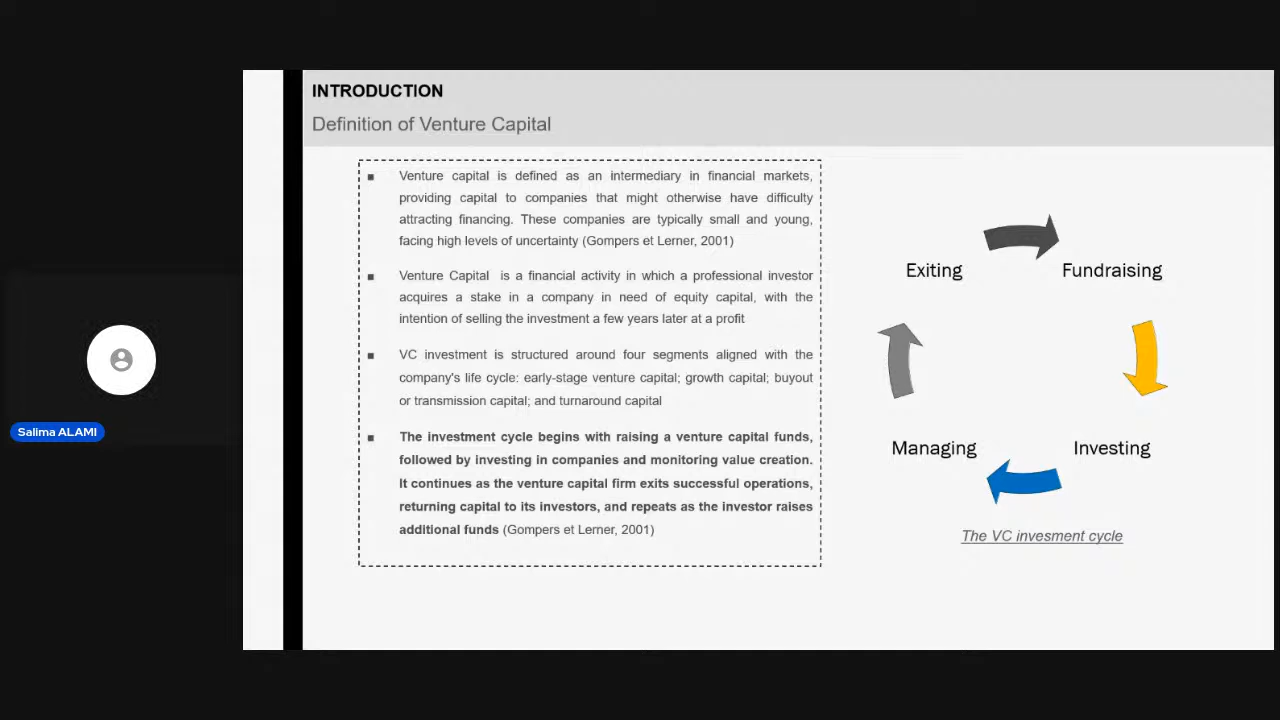 INTRODUCTION
Definition of Venture Capital
▪ Venture capital is defined as an intermediary in financial markets,
providing capital to companies that might otherwise have difficulty
attracting financing. These companies are typically small and young,
facing high levels of uncertainty (Gompers et Lerner, 2001)
▪ Venture Capital is a financial activity in which a professional investor
acquires a stake in a company in need of equity capital, with the
intention of selling the investment a few years later at a profit
▪ VC investment is structured around four segments aligned with the
company's life cycle: early-stage venture capital; growth capital; buyout
or transmission capital; and turnaround capital
▪ The investment cycle begins with raising a venture capital funds,
followed by investing in companies and monitoring value creation.
It continues as the venture capital firm exits successful operations,
returning capital to its investors, and repeats as the investor raises
additional funds (Gompers et Lerner, 2001)
Exiting
Fundraising
Managing
Investing
The VC invesment cycle
Salima ALAMI